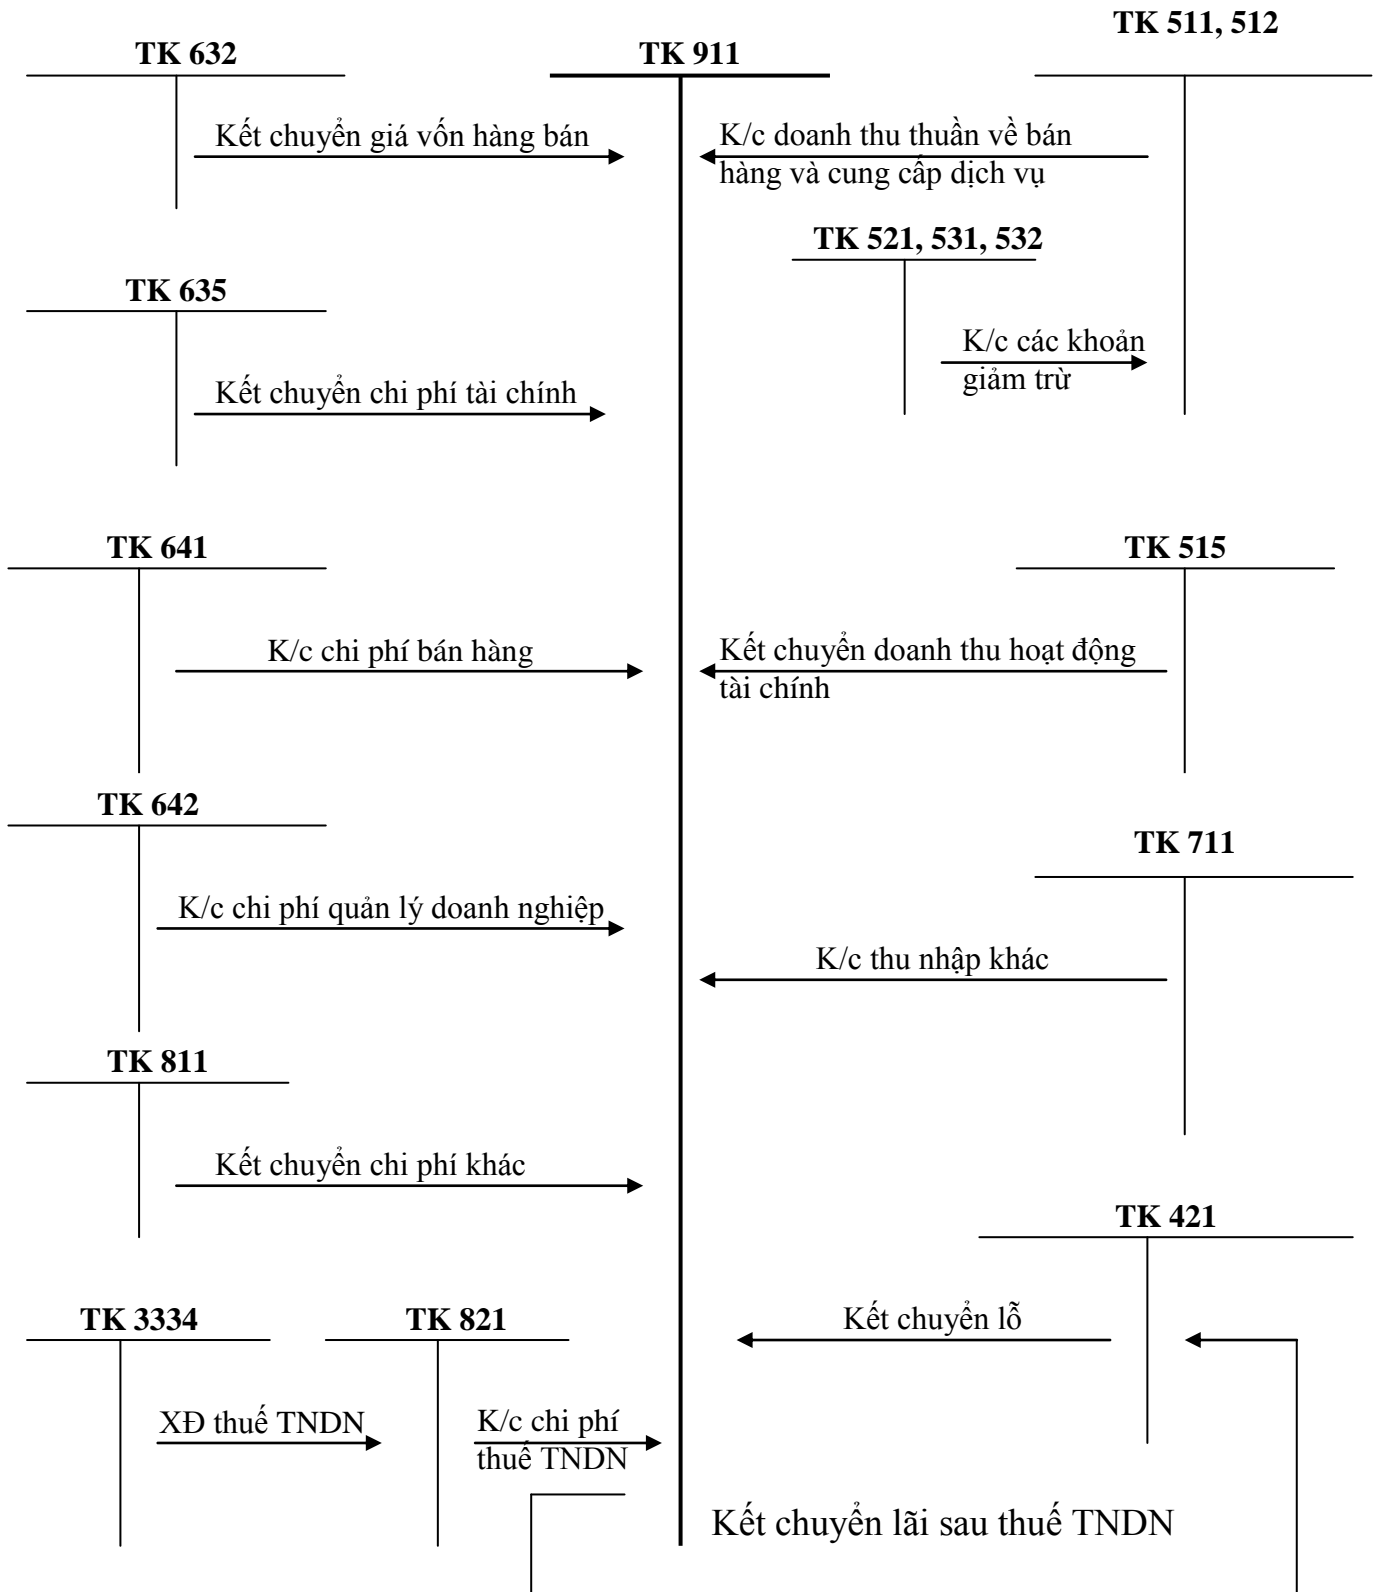 TK 511, 512
TK 632
TK 911
Kết chuyển giá vốn hàng bán
K/c doanh thu thuần về bán
hàng và cung cấp dịch vụ
TK 521, 531, 532
TK 635
K/c các khoản
giảm trừ
Kết chuyển chi phí tài chính
TK 641
TK 515
K/c chi phí bán hàng
Kết chuyển doanh thu hoạt động
tài chính
TK 642
TK 711
K/c chi phí quản lý doanh nghiệp
K/c thu nhập khác
TK 811
Kết chuyển chi phí khác
TK 421
TK 3334
TK 821
Kết chuyển lỗ
XĐ thuế TNDN
K/c chi phí
thuế TNDN
Kết chuyển lãi sau thuế TNDN